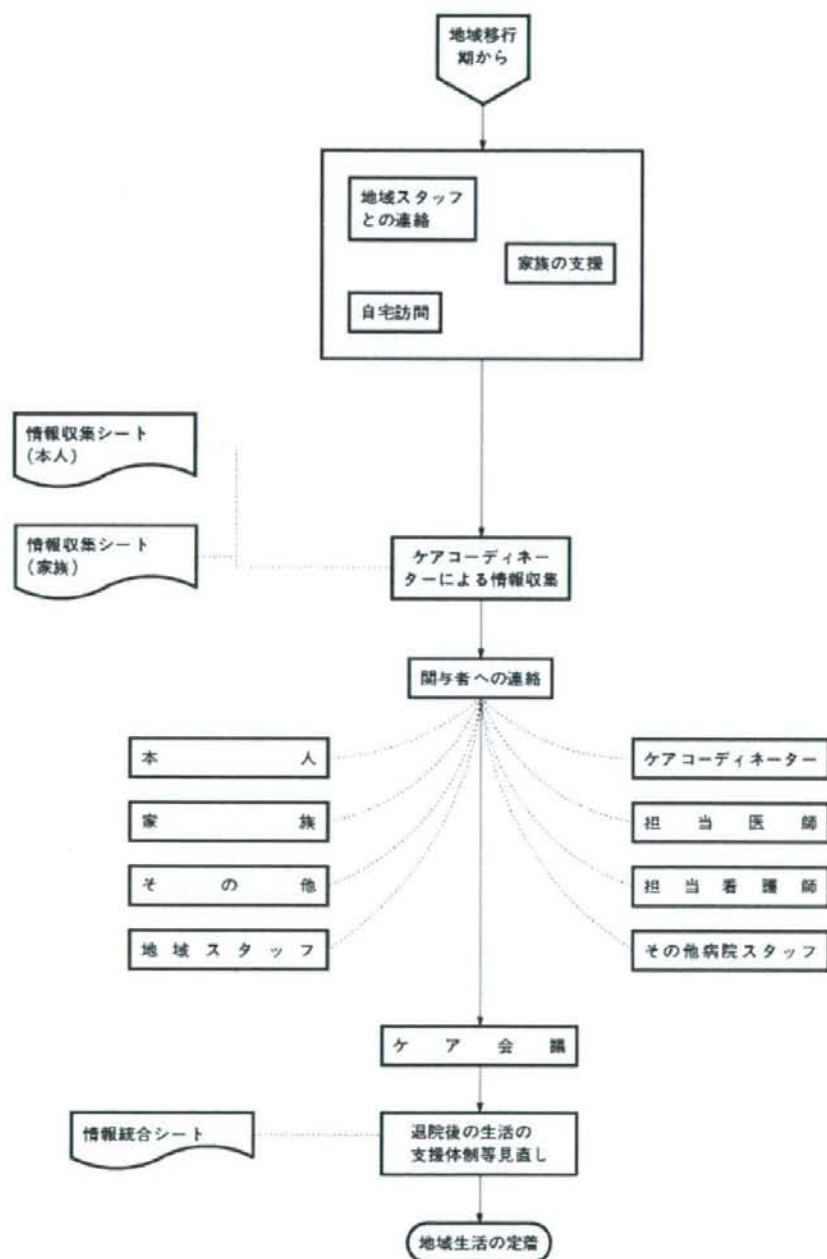 地域移行
期から
地域スタッフ
との連絡
家族の支援
自宅訪問
情報収集シート
(本人)
情報収集シート
(家族)
ケアコーディネー
ターによる情報収集
関与者への連絡
本人
ケアコーディネーター
家族
担当医師
その他
担当看護師
地域スタッフ
その他病院スタッフ
ケア会議
情報統合シート
退院後の生活の
支援体制等見直し
地域生活の定着